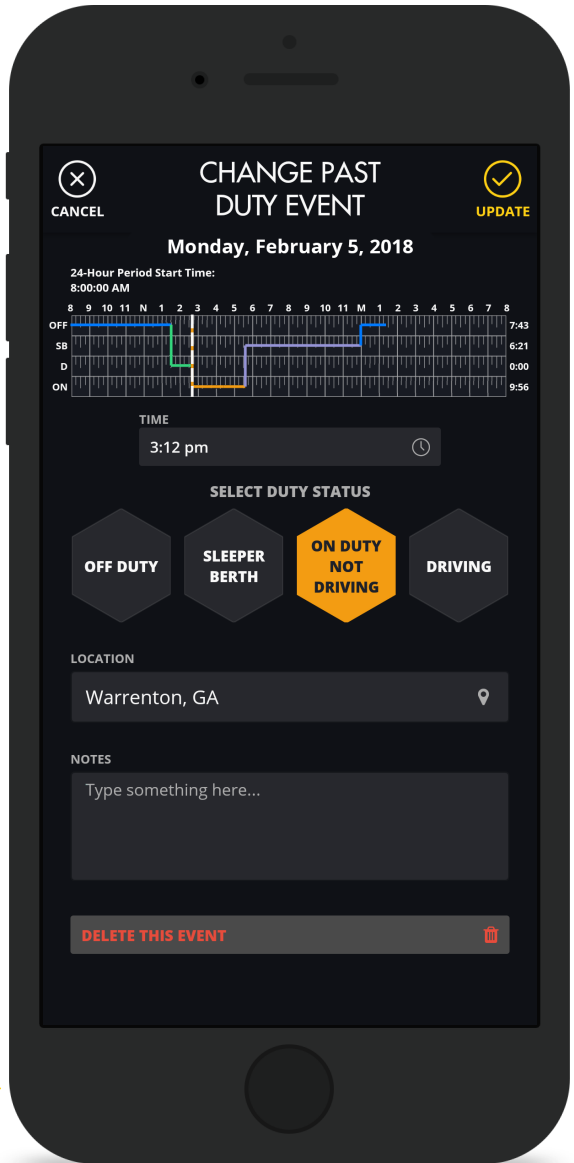 CANCEL
CHANGE PAST
DUTY EVENT
UPDATE
Monday, February 5, 2018
24-Hour Period Start Time:
8:00:00 AM
8 9 10 11 N 1 2 3 4 5 6 7 8 9 10 11 M 1 2 3 4 5 6 7 8
OFF 7:43
SB 6:21
D 0:00
ON 9:56
TIME
3:12 pm
SELECT DUTY STATUS
OFF DUTY
SLEEPER
BERTH
ON DUTY
NOT
DRIVING
DRIVING
LOCATION
Warrenton, GA
NOTES
Type something here...
DELETE THIS EVENT